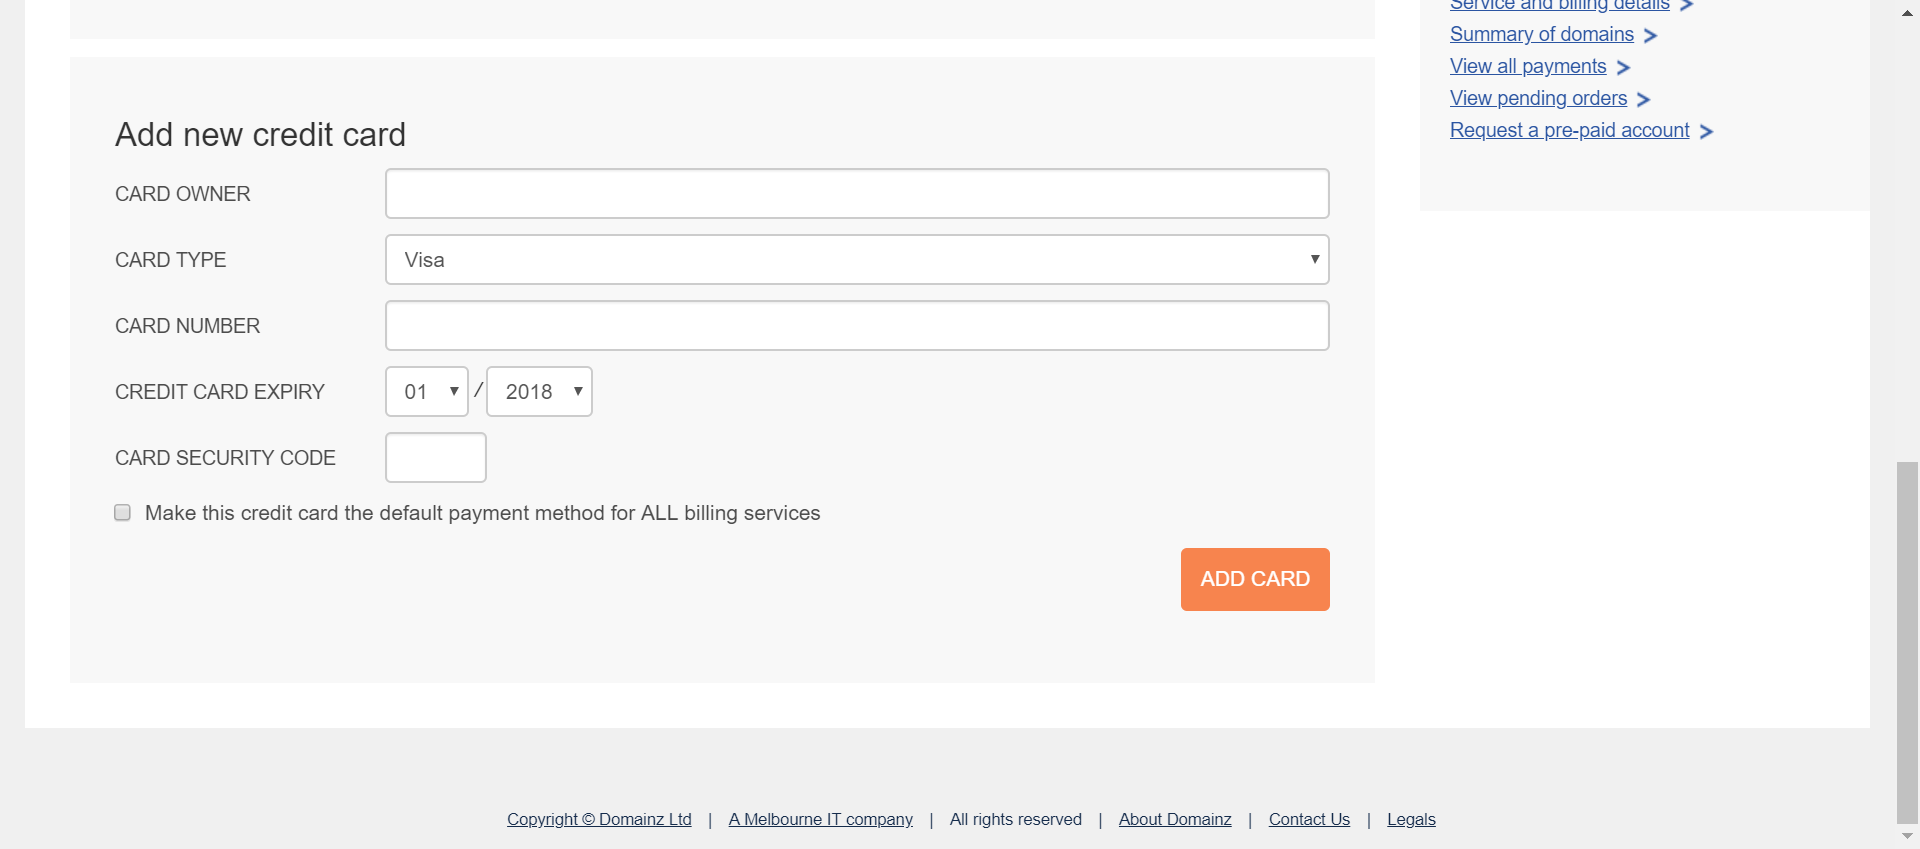 Service and billing details
Summary of domains
View all payments
View pending orders
Request a pre-paid account
Add new credit card
CARD OWNER
CARD TYPE
Visa
CARD NUMBER
CREDIT CARD EXPIRY
01 / 2018
CARD SECURITY CODE
Make this credit card the default payment method for ALL billing services
ADD CARD
Copyright © Domainz Ltd | A Melbourne IT company | All rights reserved | About Domainz | Contact Us | Legals